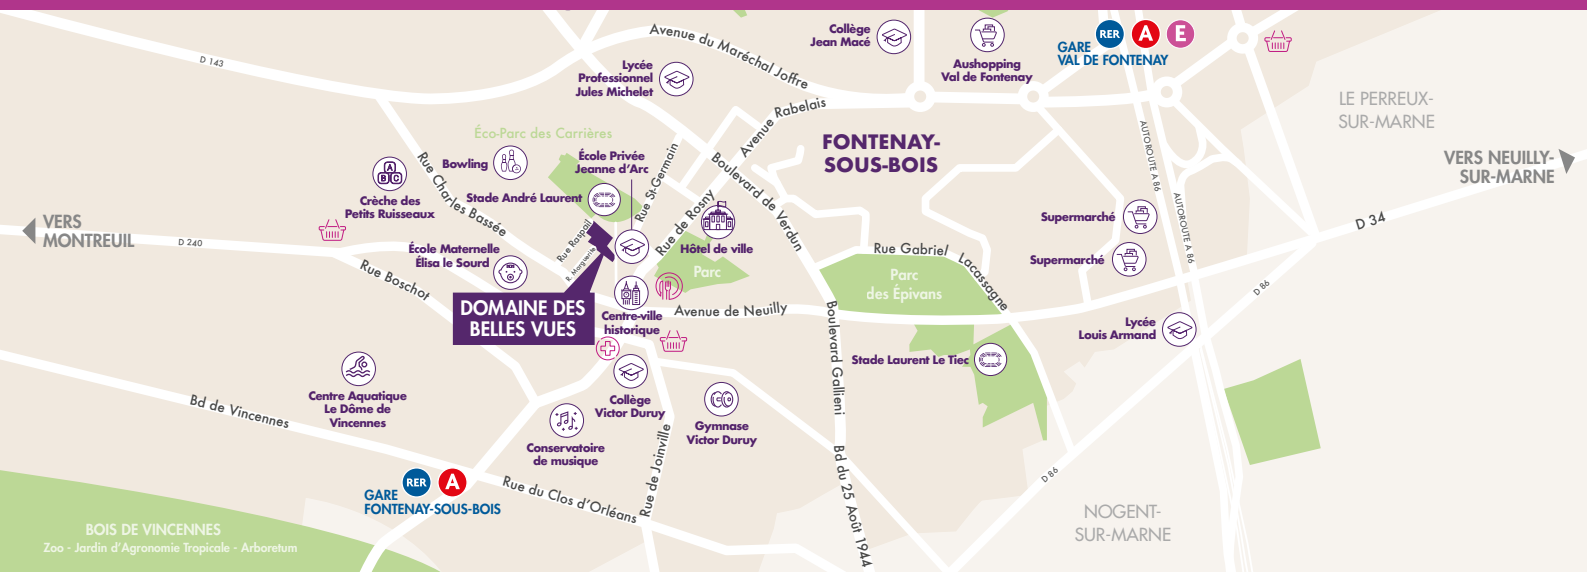 Avenue du Maréchal Joffre
Collège
Jean Macé
Aushopping
Val de Fontenay
RER A E
GARE
VAL DE FONTENAY
D 143
Lycée
Professionnel
Jules Michelet
Avenue Rabelais
LE PERREUX-
SUR-MARNE
Éco-Parc des Carrières
FONTENAY-
SOUS-BOIS
AUTOROUTE A 86
VERS NEUILLY-
SUR-MARNE
Bowling
École Privée
Jeanne d'Arc
Rue St-Germain
Boulevard de Verdun
Rue Charles Bassée
A
B C
Crèche des
Petits Ruisseaux
Stade André Laurent
Rue de Rosny
AUTOROUTE A 86
Supermarché
D 34
VERS
MONTREUIL
D 240
École Maternelle
Élisa le Sourd
Rue Raspail
R. Marguerite
Hôtel de ville
Rue Gabriel Lacassagne
Supermarché
Rue Boschot
Parc
Parc
des Épivans
D 86
DOMAINE DES
BELLES VUES
Centre-ville
historique
Avenue de Neuilly
Boulevard Gallieni
Lycée
Louis Armand
Stade Laurent Le Tiec
Centre Aquatique
Le Dôme de
Vincennes
Bd de Vincennes
Collège
Victor Duruy
Gymnase
Victor Duruy
Conservatoire
de musique
Rue de Joinville
Bd du 25 Août 1944
D 86
RER A
GARE
FONTENAY-SOUS-BOIS
Rue du Clos d'Orléans
NOGENT-
SUR-MARNE
BOIS DE VINCENNES
Zoo - Jardin d'Agronomie Tropicale - Arboretum